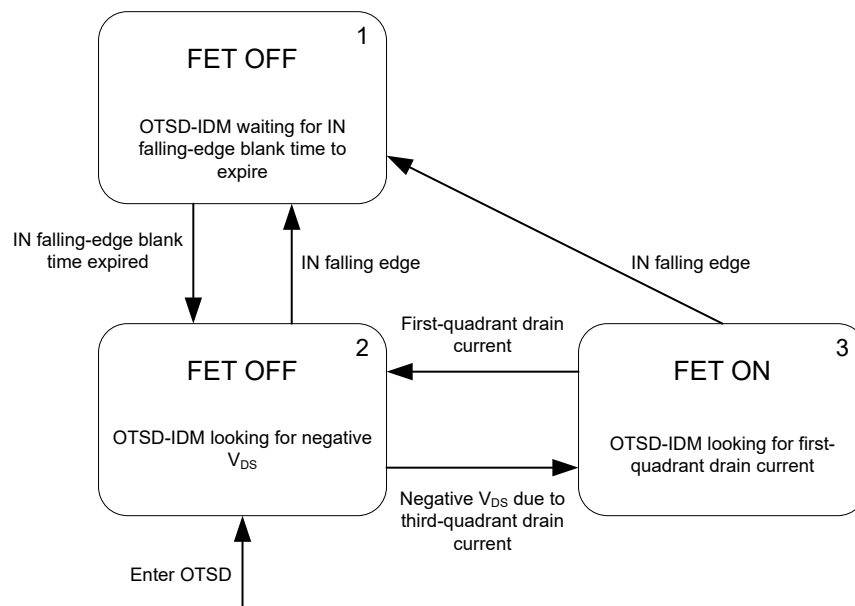 1
FET OFF
OTSD-IDM waiting for IN
falling-edge blank time to
expire
IN falling-edge blank
time expired
IN falling edge
IN falling edge
First-quadrant drain
current
2
FET OFF
OTSD-IDM looking for negative
VDS
3
FET ON
OTSD-IDM looking for first-
quadrant drain current
Negative VDS due to
third-quadrant drain
current
Enter OTSD